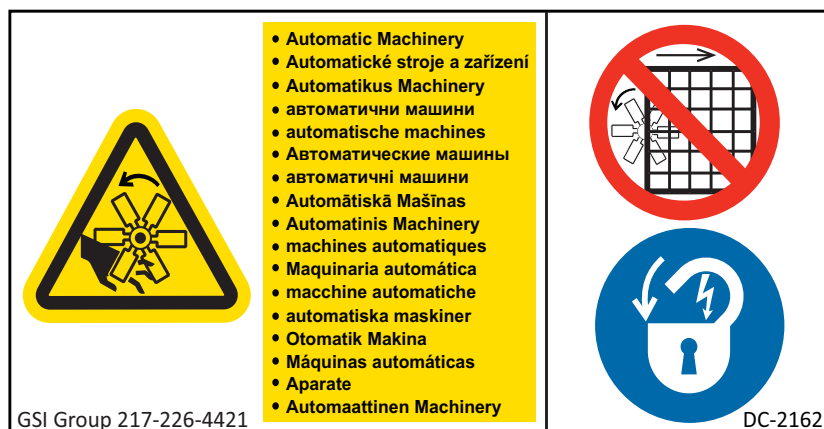 • Automatic Machinery
• Automatické stroje a zařízení
• Automatikus Machinery
• автоматични машини
• automatische machines
• Автоматические машины
• автоматичні машини
• Automātiskā Mašīnas
• Automatinis Machinery
• machines automatiques
• Maquinaria automática
• macchine automatiche
• automatiska maskiner
• Otomatik Makina
• Máquinas automáticas
• Aparate
• Automaattinen Machinery
GSI Group 217-226-4421
DC-2162